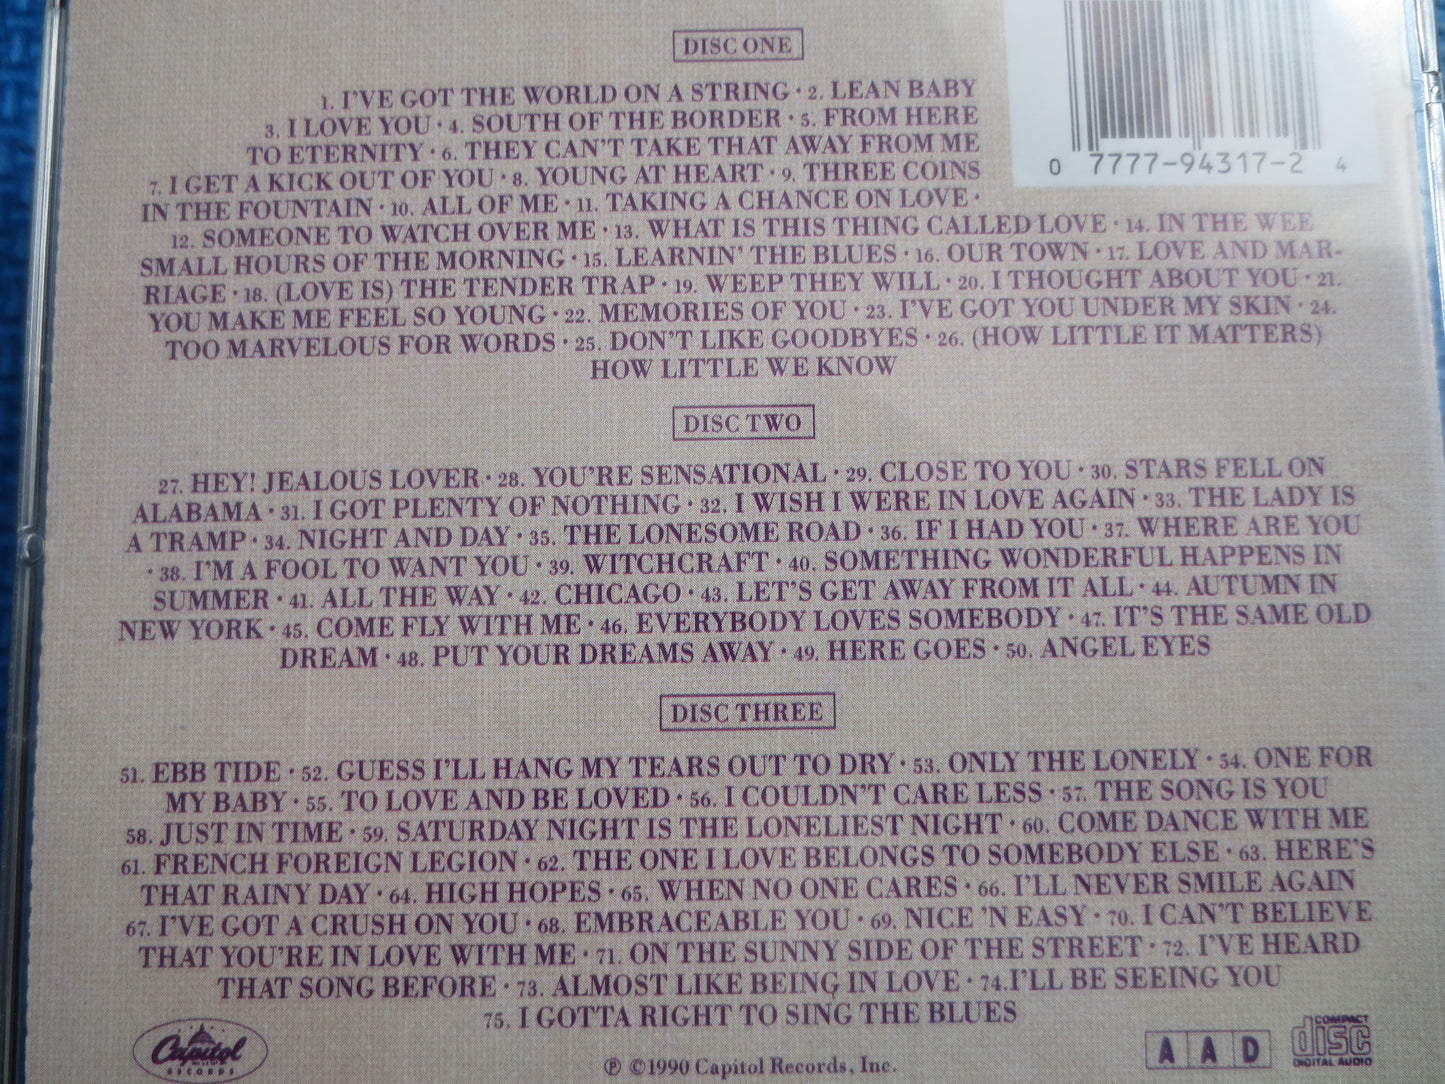 DISC ONE
1. I'VE GOT THE WORLD ON A STRING · 2. LEAN BABY
3. I LOVE YOU · 4. SOUTH OF THE BORDER · 5. FROM HERE
TO ETERNITY · 6. THEY CAN'T TAKE THAT AWAY FROM ME
7. I GET A KICK OUT OF YOU · 8. YOUNG AT HEART · 9. THREE COINS
IN THE FOUNTAIN · 10. ALL OF ME · 11. TAKING A CHANCE ON LOVE ·
12. SOMEONE TO WATCH OVER ME · 13. WHAT IS THIS THING CALLED LOVE · 14. IN THE WEE
SMALL HOURS OF THE MORNING · 15. LEARNIN' THE BLUES · 16. OUR TOWN · 17. LOVE AND MAR-
RIAGE · 18. (LOVE IS) THE TENDER TRAP · 19. WEEP THEY WILL · 20. I THOUGHT ABOUT YOU · 21.
YOU MAKE ME FEEL SO YOUNG · 22. MEMORIES OF YOU · 23. I'VE GOT YOU UNDER MY SKIN · 24.
TOO MARVELOUS FOR WORDS · 25. DON'T LIKE GOODBYES · 26. (HOW LITTLE IT MATTERS)
HOW LITTLE WE KNOW
0 7777-94317-2 4
DISC TWO
27. HEY! JEALOUS LOVER · 28. YOU'RE SENSATIONAL · 29. CLOSE TO YOU · 30. STARS FELL ON
ALABAMA · 31. I GOT PLENTY OF NOTHING · 32. I WISH I WERE IN LOVE AGAIN · 33. THE LADY IS
A TRAMP · 34. NIGHT AND DAY · 35. THE LONESOME ROAD · 36. IF I HAD YOU · 37. WHERE ARE YOU
· 38. I'M A FOOL TO WANT YOU · 39. WITCHCRAFT · 40. SOMETHING WONDERFUL HAPPENS IN
SUMMER · 41. ALL THE WAY · 42. CHICAGO · 43. LET'S GET AWAY FROM IT ALL · 44. AUTUMN IN
NEW YORK · 45. COME FLY WITH ME · 46. EVERYBODY LOVES SOMEBODY · 47. IT'S THE SAME OLD
DREAM · 48. PUT YOUR DREAMS AWAY · 49. HERE GOES · 50. ANGEL EYES
DISC THREE
51. EBB TIDE · 52. GUESS I'LL HANG MY TEARS OUT TO DRY · 53. ONLY THE LONELY · 54. ONE FOR
MY BABY · 55. TO LOVE AND BE LOVED · 56. I COULDN'T CARE LESS · 57. THE SONG IS YOU
58. JUST IN TIME · 59. SATURDAY NIGHT IS THE LONELIEST NIGHT · 60. COME DANCE WITH ME
61. FRENCH FOREIGN LEGION · 62. THE ONE I LOVE BELONGS TO SOMEBODY ELSE · 63. HERE'S
THAT RAINY DAY · 64. HIGH HOPES · 65. WHEN NO ONE CARES · 66. I'LL NEVER SMILE AGAIN
67. I'VE GOT A CRUSH ON YOU · 68. EMBRACEABLE YOU · 69. NICE 'N EASY · 70. I CAN'T BELIEVE
THAT YOU'RE IN LOVE WITH ME · 71. ON THE SUNNY SIDE OF THE STREET · 72. I'VE HEARD
THAT SONG BEFORE · 73. ALMOST LIKE BEING IN LOVE · 74. I'LL BE SEEING YOU
75. I GOTTA RIGHT TO SING THE BLUES
Capitol
RECORDS
℗ ©1990 Capitol Records, Inc.
A A D
COMPACT
disc
DIGITAL AUDIO